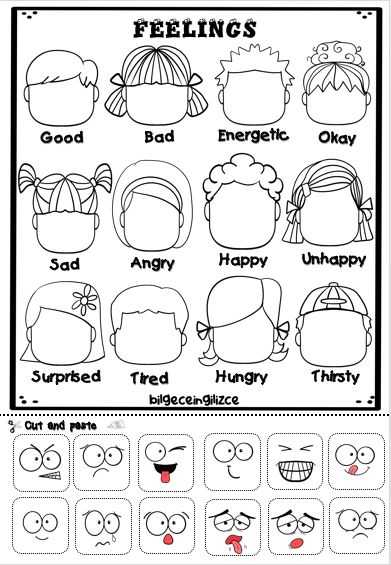 FEELINGS
Good Bad Energetic Okay
Sad Angry Happy Unhappy
Surprised Tired Hungry Thirsty
bilgeceingilizce
Cut and paste